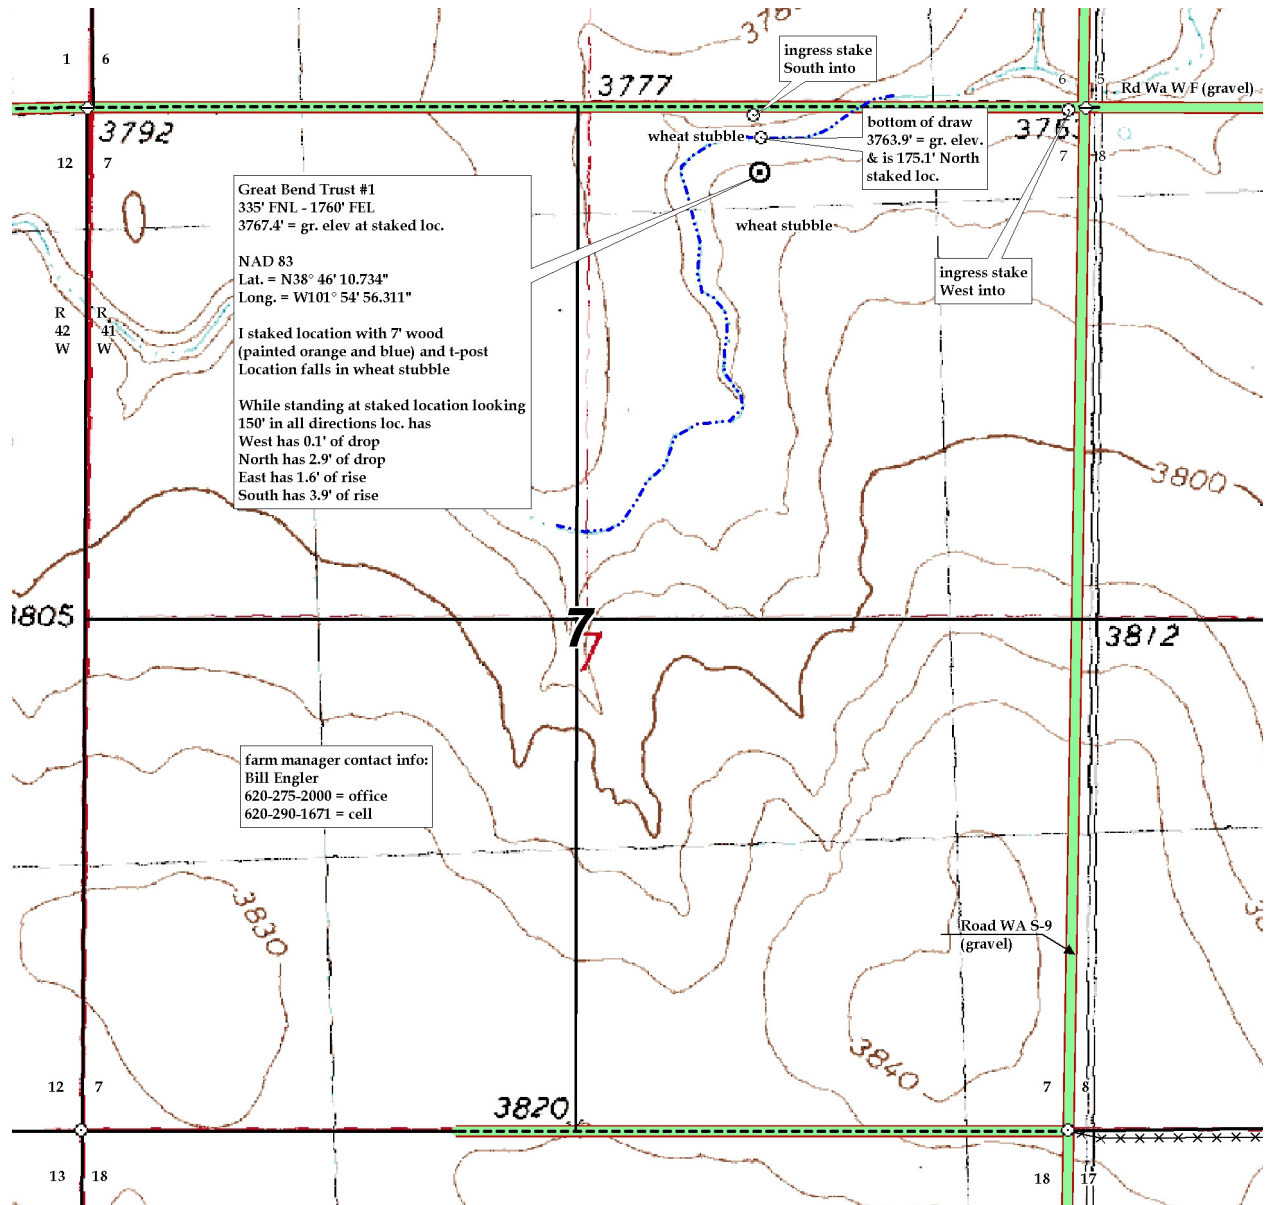 3780
ingress stake
South into
1
6
6
5
3777
Rd Wa W F (gravel)
3792
wheat stubble
bottom of draw
3763.9' = gr. elev.
& is 175.1' North
staked loc.
12
7
7
8
Great Bend Trust #1
335' FNL - 1760' FEL
3767.4' = gr. elev at staked loc.
NAD 83
Lat. = N38° 46' 10.734"
Long. = W101° 54' 56.311"
I staked location with 7' wood
(painted orange and blue) and t-post
Location falls in wheat stubble
While standing at staked location looking
150' in all directions loc. has
West has 0.1' of drop
North has 2.9' of drop
East has 1.6' of rise
South has 3.9' of rise
wheat stubble
ingress stake
West into
R
42
W
R
41
W
3800
3805
7
7
3812
farm manager contact info:
Bill Engler
620-275-2000 = office
620-290-1671 = cell
3830
Road WA S-9
(gravel)
3840
12
7
7
8
3820
13
18
18
17